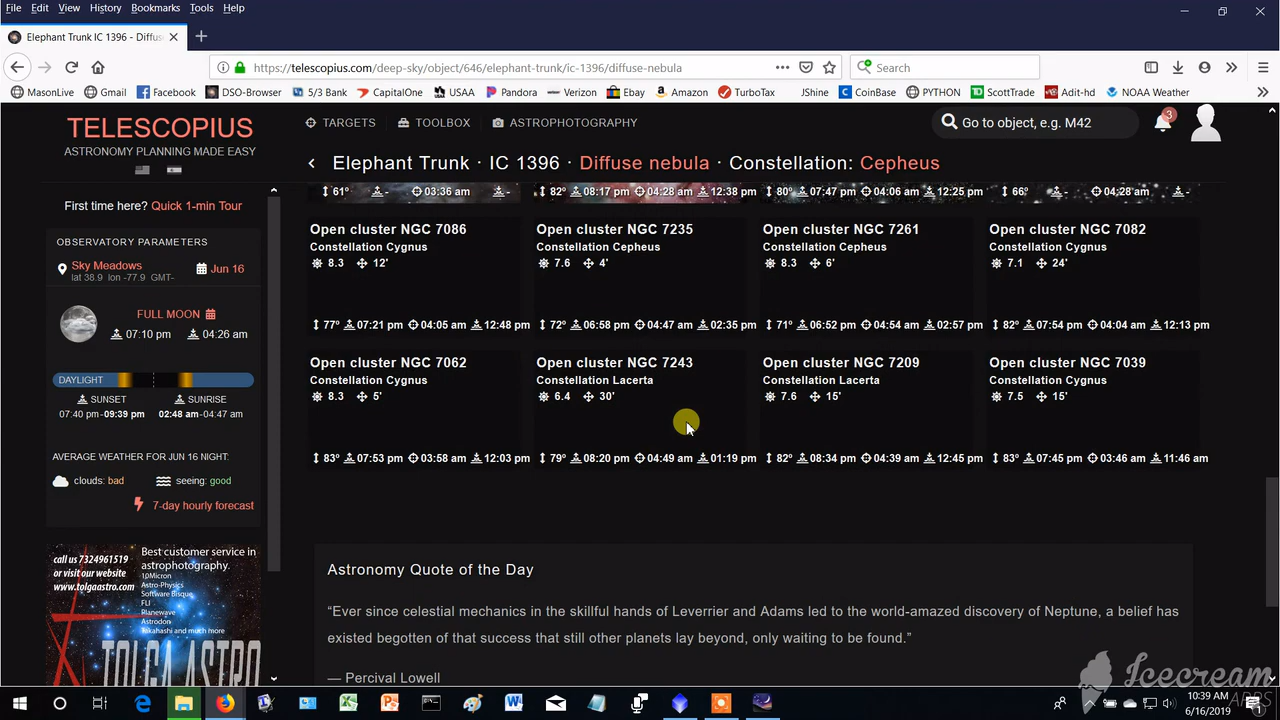 File Edit View History Bookmarks Tools Help
Elephant Trunk IC 1396 - Diffuse
https://telescopius.com/deep-sky/object/646/elephant-trunk/ic-1396/diffuse-nebula
Search
MasonLive Gmail Facebook DSO-Browser 5/3 Bank CapitalOne USAA Pandora Verizon Ebay Amazon TurboTax JShine CoinBase PYTHON ScottTrade Adit-hd NOAA Weather
TELESCOPIUS
ASTRONOMY PLANNING MADE EASY
TARGETS TOOLBOX ASTROPHOTOGRAPHY
Go to object, e.g. M42
3
Elephant Trunk · IC 1396 · Diffuse nebula · Constellation: Cepheus
First time here? Quick 1-min Tour
OBSERVATORY PARAMETERS
Sky Meadows
lat 38.9 lon -77.9 GMT-
Jun 16
FULL MOON
07:10 pm 04:26 am
DAYLIGHT
SUNSET SUNRISE
07:40 pm-09:39 pm 02:48 am-04:47 am
AVERAGE WEATHER FOR JUN 16 NIGHT:
clouds: bad seeing: good
7-day hourly forecast
call us 7324961519
or visit our website
www.tolgaastro.com
Best customer service in
astrophotography.
10Micron
Astro-Physics
Software Bisque
FLI
Planewave
Astrodon
Takahashi and much more
TOLGA ASTRO
61° - 03:36 am -
82° 08:17 pm 04:28 am 12:38 pm
80° 07:47 pm 04:06 am 12:25 pm
66° - 04:28 am -
Open cluster NGC 7086
Constellation Cygnus
8.3 12'
77° 07:21 pm 04:05 am 12:48 pm
Open cluster NGC 7235
Constellation Cepheus
7.6 4'
72° 06:58 pm 04:47 am 02:35 pm
Open cluster NGC 7261
Constellation Cepheus
8.3 6'
71° 06:52 pm 04:54 am 02:57 pm
Open cluster NGC 7082
Constellation Cygnus
7.1 24'
82° 07:54 pm 04:04 am 12:13 pm
Open cluster NGC 7062
Constellation Cygnus
8.3 5'
83° 07:53 pm 03:58 am 12:03 pm
Open cluster NGC 7243
Constellation Lacerta
6.4 30'
79° 08:20 pm 04:49 am 01:19 pm
Open cluster NGC 7209
Constellation Lacerta
7.6 15'
82° 08:34 pm 04:39 am 12:45 pm
Open cluster NGC 7039
Constellation Cygnus
7.5 15'
83° 07:45 pm 03:46 am 11:46 am
Astronomy Quote of the Day
“Ever since celestial mechanics in the skillful hands of Leverrier and Adams led to the world-amazed discovery of Neptune, a belief has
existed begotten of that success that still other planets lay beyond, only waiting to be found.”
— Percival Lowell
Icecream
APPS
10:39 AM
6/16/2019
1